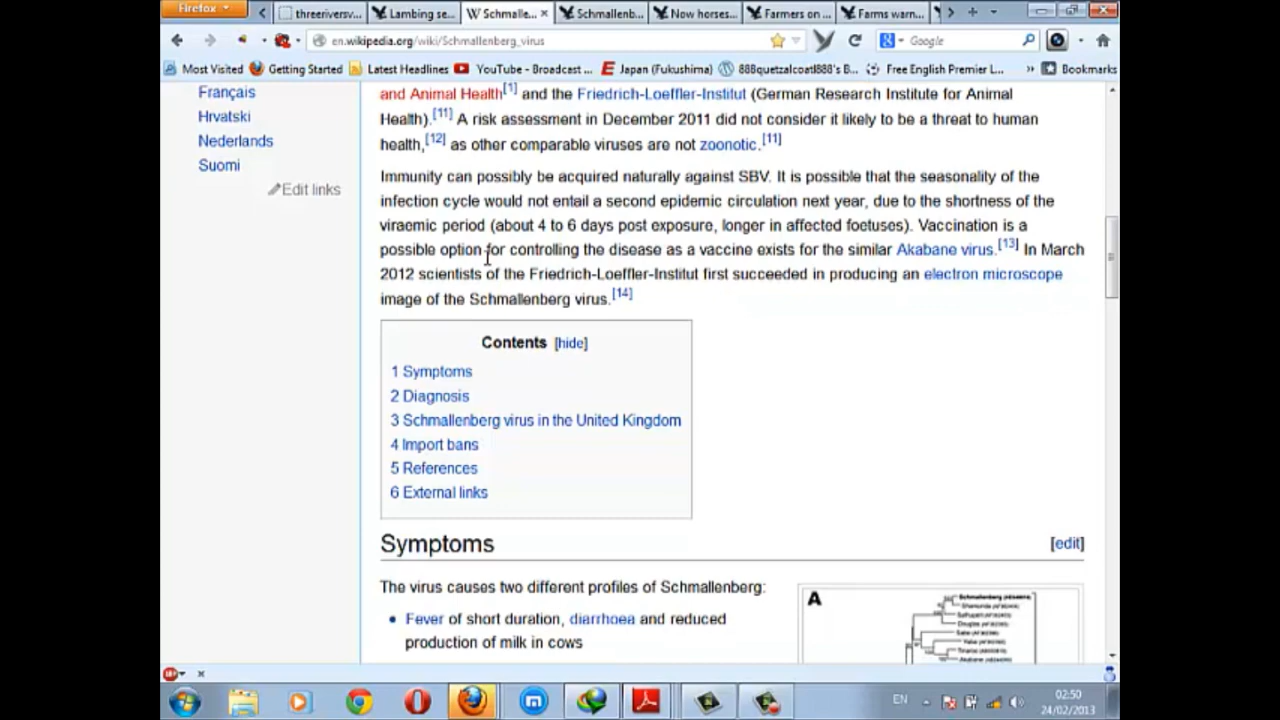 Firefox
threeriversv...
Lambing se...
Schmalle...
Schmallenb...
Now horses...
Farmers on ...
Farms warn...
en.wikipedia.org/wiki/Schmallenberg_virus
Google
Most Visited
Getting Started
Latest Headlines
YouTube - Broadcast ...
Japan (Fukushima)
888quetzalcoatl888's B...
Free English Premier L...
Bookmarks
Français
Hrvatski
Nederlands
Suomi
Edit links
and Animal Health[1] and the Friedrich-Loeffler-Institut (German Research Institute for Animal
Health).[11] A risk assessment in December 2011 did not consider it likely to be a threat to human
health,[12] as other comparable viruses are not zoonotic.[11]
Immunity can possibly be acquired naturally against SBV. It is possible that the seasonality of the
infection cycle would not entail a second epidemic circulation next year, due to the shortness of the
viraemic period (about 4 to 6 days post exposure, longer in affected foetuses). Vaccination is a
possible option for controlling the disease as a vaccine exists for the similar Akabane virus.[13] In March
2012 scientists of the Friedrich-Loeffler-Institut first succeeded in producing an electron microscope
image of the Schmallenberg virus.[14]
Contents [hide]
1 Symptoms
2 Diagnosis
3 Schmallenberg virus in the United Kingdom
4 Import bans
5 References
6 External links
Symptoms
[edit]
The virus causes two different profiles of Schmallenberg:
• Fever of short duration, diarrhoea and reduced
production of milk in cows
A
EN
02:50
24/02/2013